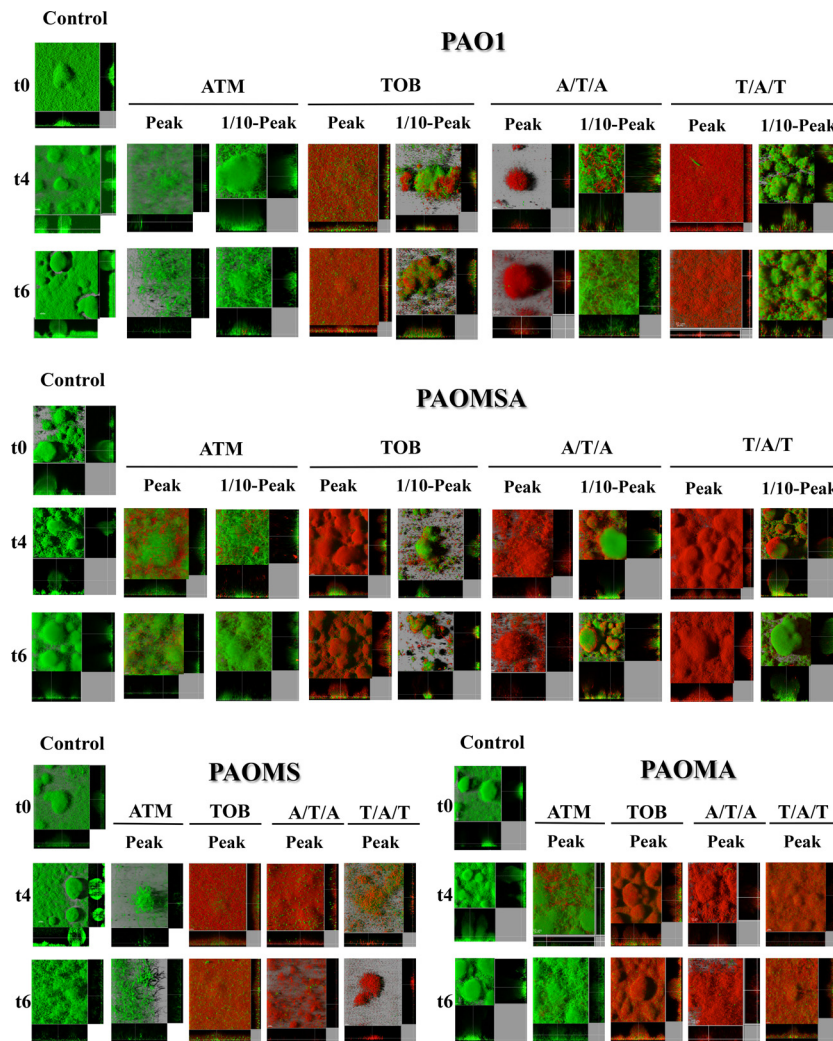 Control
PAO1
t0
ATM TOB A/T/A T/A/T
Peak 1/10-Peak Peak 1/10-Peak Peak 1/10-Peak Peak 1/10-Peak
t4
t6
Control
PAOMSA
t0
ATM TOB A/T/A T/A/T
Peak 1/10-Peak Peak 1/10-Peak Peak 1/10-Peak Peak 1/10-Peak
t4
t6
Control
PAOMS
t0
ATM TOB A/T/A T/A/T
Peak Peak Peak Peak
t4
t6
Control
PAOMA
t0
ATM TOB A/T/A T/A/T
Peak Peak Peak Peak
t4
t6